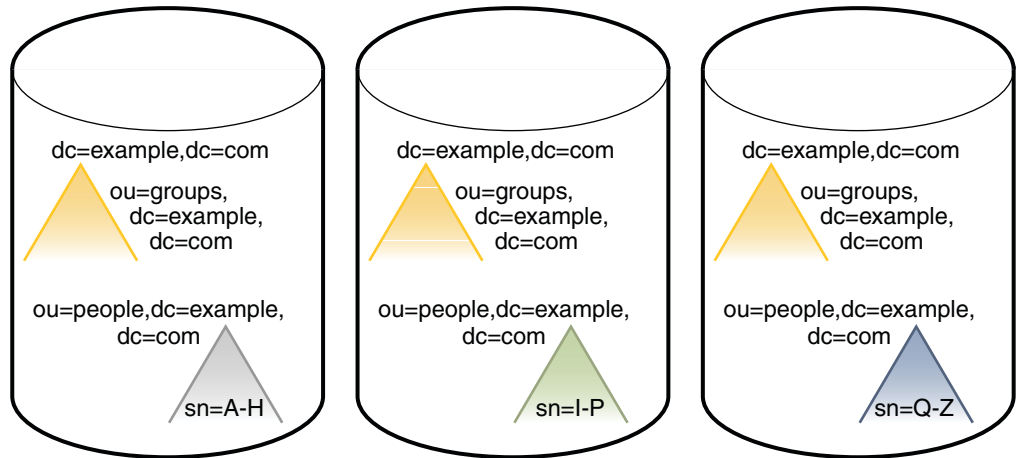 dc=example,dc=com
ou=groups,
dc=example,
dc=com
ou=people,dc=example,
dc=com
sn=A-H
dc=example,dc=com
ou=groups,
dc=example,
dc=com
ou=people,dc=example,
dc=com
sn=I-P
dc=example,dc=com
ou=groups,
dc=example,
dc=com
ou=people,dc=example,
dc=com
sn=Q-Z